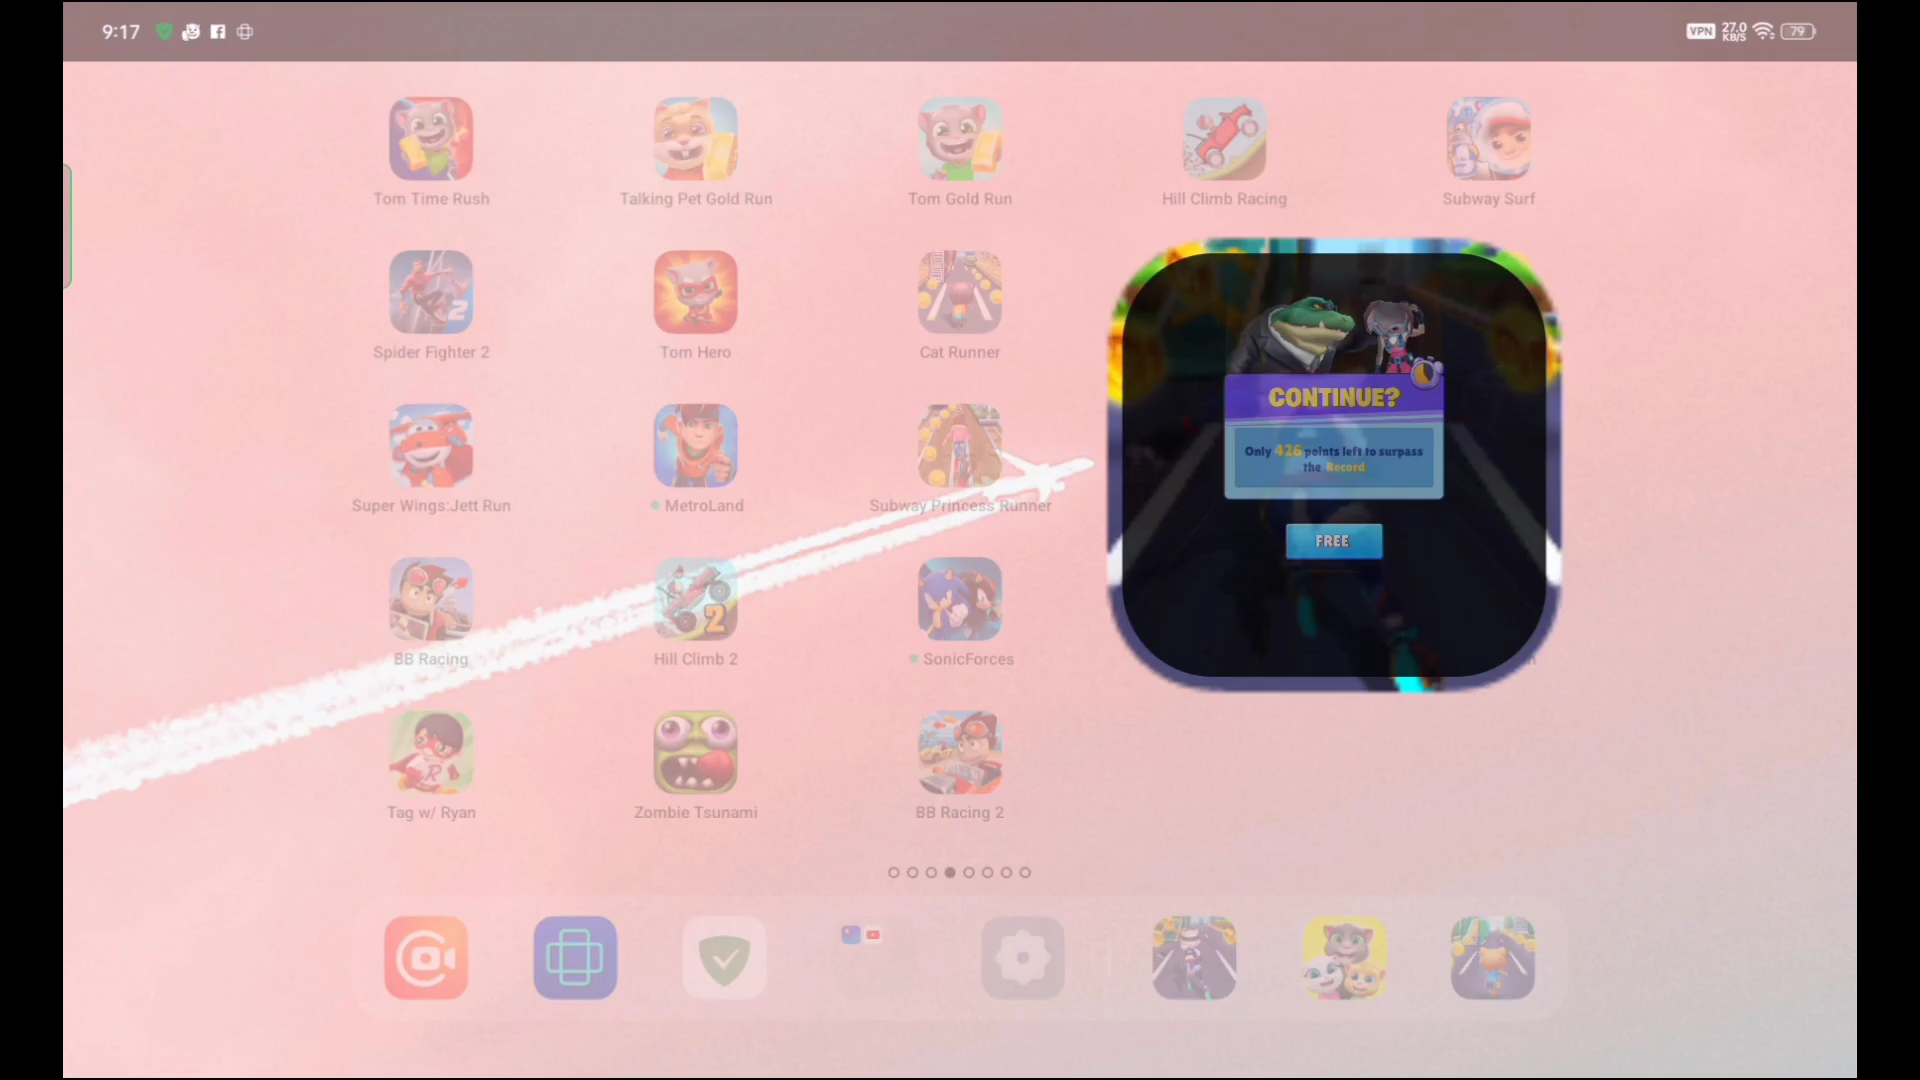 9:17
VPN 27.0 KB/S 79
Tom Time Rush
Talking Pet Gold Run
Tom Gold Run
Hill Climb Racing
Subway Surf
Spider Fighter 2
Tom Hero
Cat Runner
Super Wings:Jett Run
MetroLand
Subway Princess Runner
BB Racing
Hill Climb 2
SonicForces
Tag w/ Ryan
Zombie Tsunami
BB Racing 2
CONTINUE?
Only 426 points left to surpass
the Record
FREE